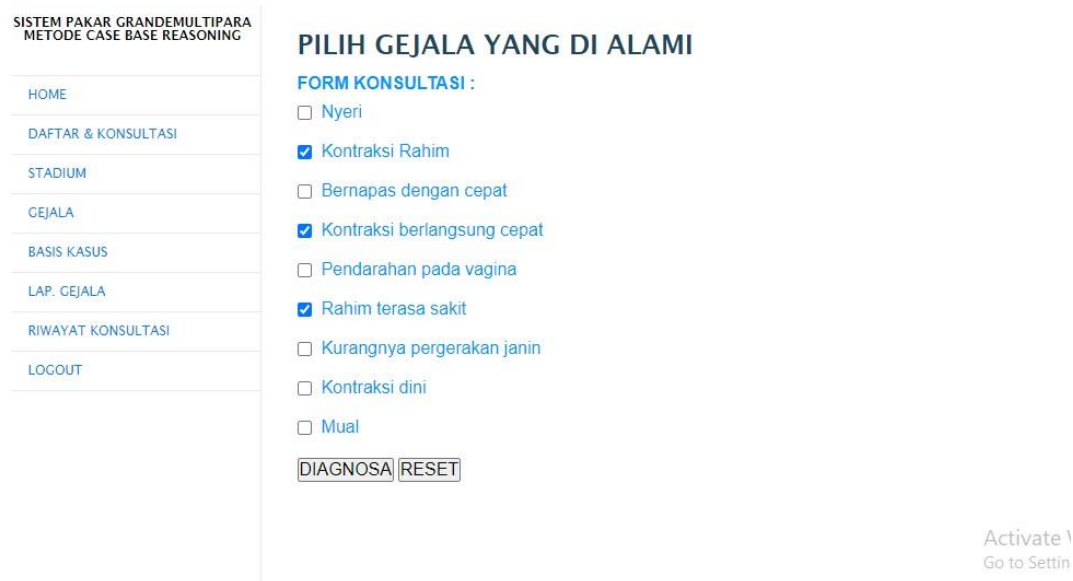 SISTEM PAKAR GRANDEMULTIPARA
METODE CASE BASE REASONING
HOME
DAFTAR & KONSULTASI
STADIUM
GEJALA
BASIS KASUS
LAP. GEJALA
RIWAYAT KONSULTASI
LOGOUT
PILIH GEJALA YANG DI ALAMI
FORM KONSULTASI :
Nyeri
Kontraksi Rahim
Bernapas dengan cepat
Kontraksi berlangsung cepat
Pendarahan pada vagina
Rahim terasa sakit
Kurangnya pergerakan janin
Kontraksi dini
Mual
DIAGNOSA RESET
Activate
Go to